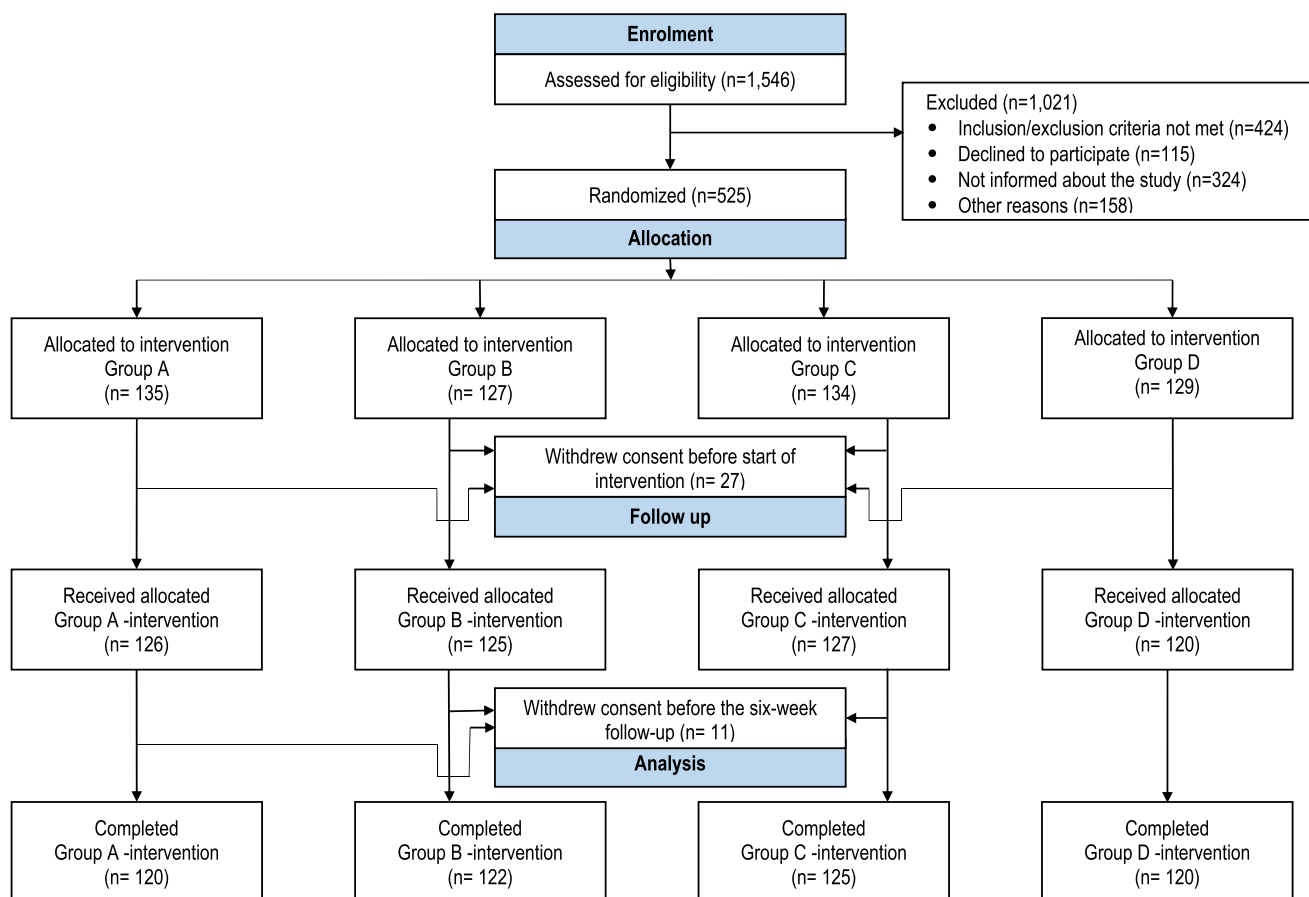 Enrolment
Assessed for eligibility (n=1,546)
Excluded (n=1,021)
• Inclusion/exclusion criteria not met (n=424)
• Declined to participate (n=115)
• Not informed about the study (n=324)
• Other reasons (n=158)
Randomized (n=525)
Allocation
Allocated to intervention
Group A
(n= 135)
Allocated to intervention
Group B
(n= 127)
Allocated to intervention
Group C
(n= 134)
Allocated to intervention
Group D
(n= 129)
Withdrew consent before start of
intervention (n= 27)
Follow up
Received allocated
Group A -intervention
(n= 126)
Received allocated
Group B -intervention
(n= 125)
Received allocated
Group C -intervention
(n= 127)
Received allocated
Group D -intervention
(n= 120)
Withdrew consent before the six-week
follow-up (n= 11)
Analysis
Completed
Group A -intervention
(n= 120)
Completed
Group B -intervention
(n= 122)
Completed
Group C -intervention
(n= 125)
Completed
Group D -intervention
(n= 120)